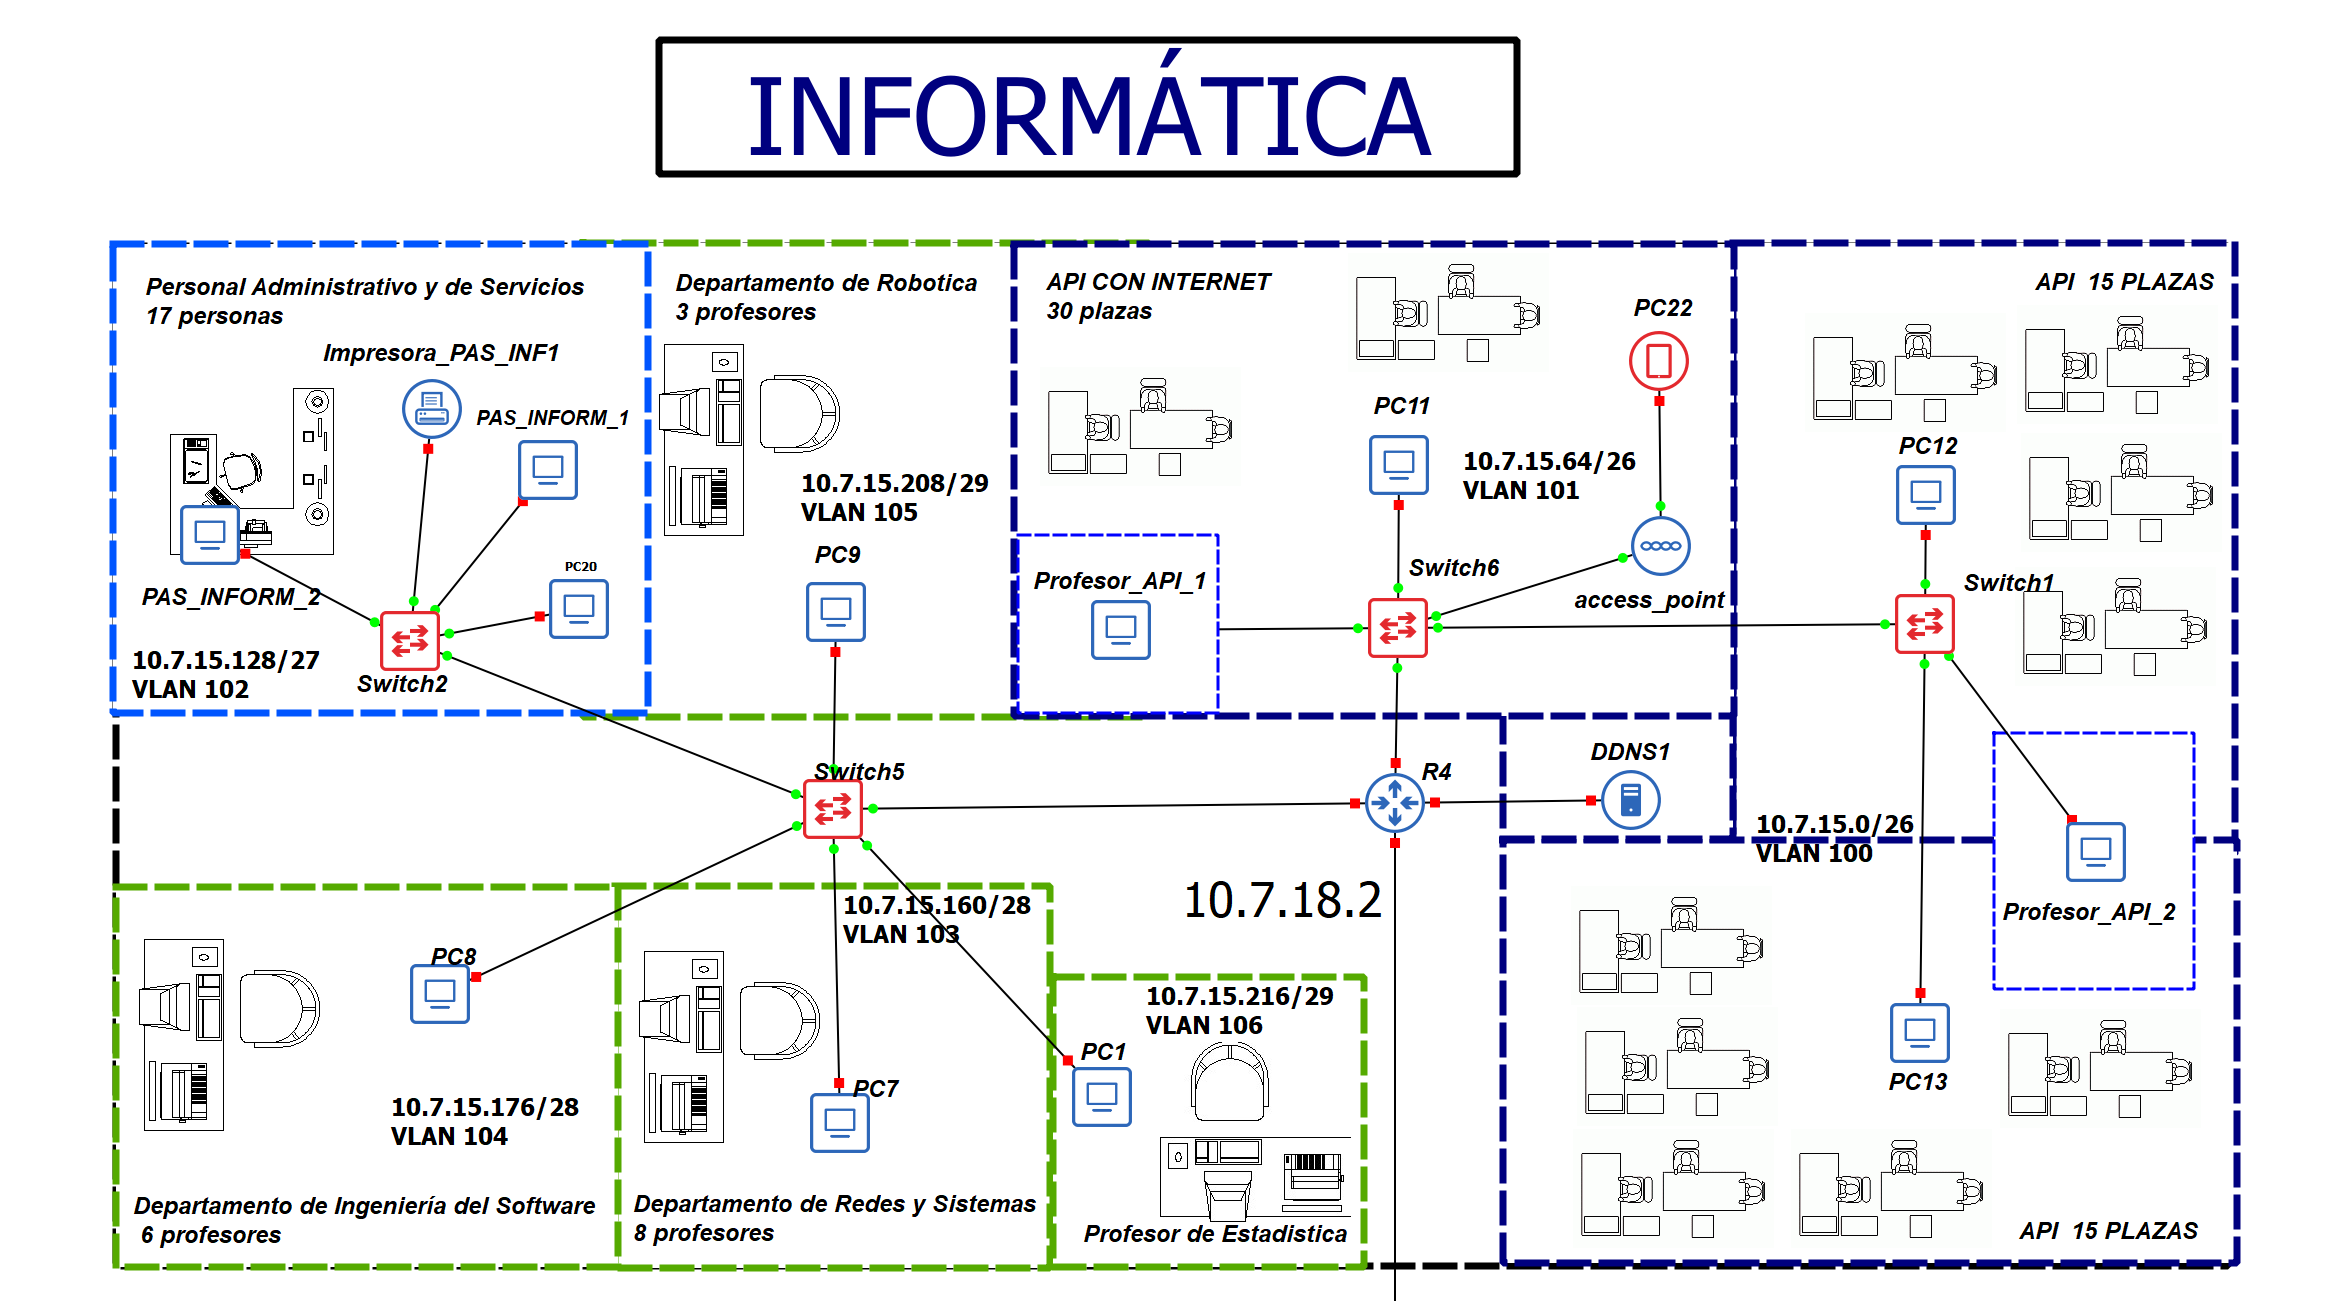 INFORMÁTICA
Personal Administrativo y de Servicios
17 personas
Impresora_PAS_INF1
PAS_INFORM_1
PC20
PAS_INFORM_2
10.7.15.128/27
VLAN 102
Switch2
Departamento de Robotica
3 profesores
10.7.15.208/29
VLAN 105
PC9
API CON INTERNET
30 plazas
PC22
PC11
10.7.15.64/26
VLAN 101
Profesor_API_1
Switch6
access_point
API  15 PLAZAS
PC12
Switch1
Switch5
R4
DDNS1
10.7.15.0/26
VLAN 100
Profesor_API_2
10.7.18.2
PC8
10.7.15.176/28
VLAN 104
Departamento de Ingeniería del Software
6 profesores
10.7.15.160/28
VLAN 103
PC7
Departamento de Redes y Sistemas
8 profesores
10.7.15.216/29
VLAN 106
PC1
Profesor de Estadistica
PC13
API  15 PLAZAS